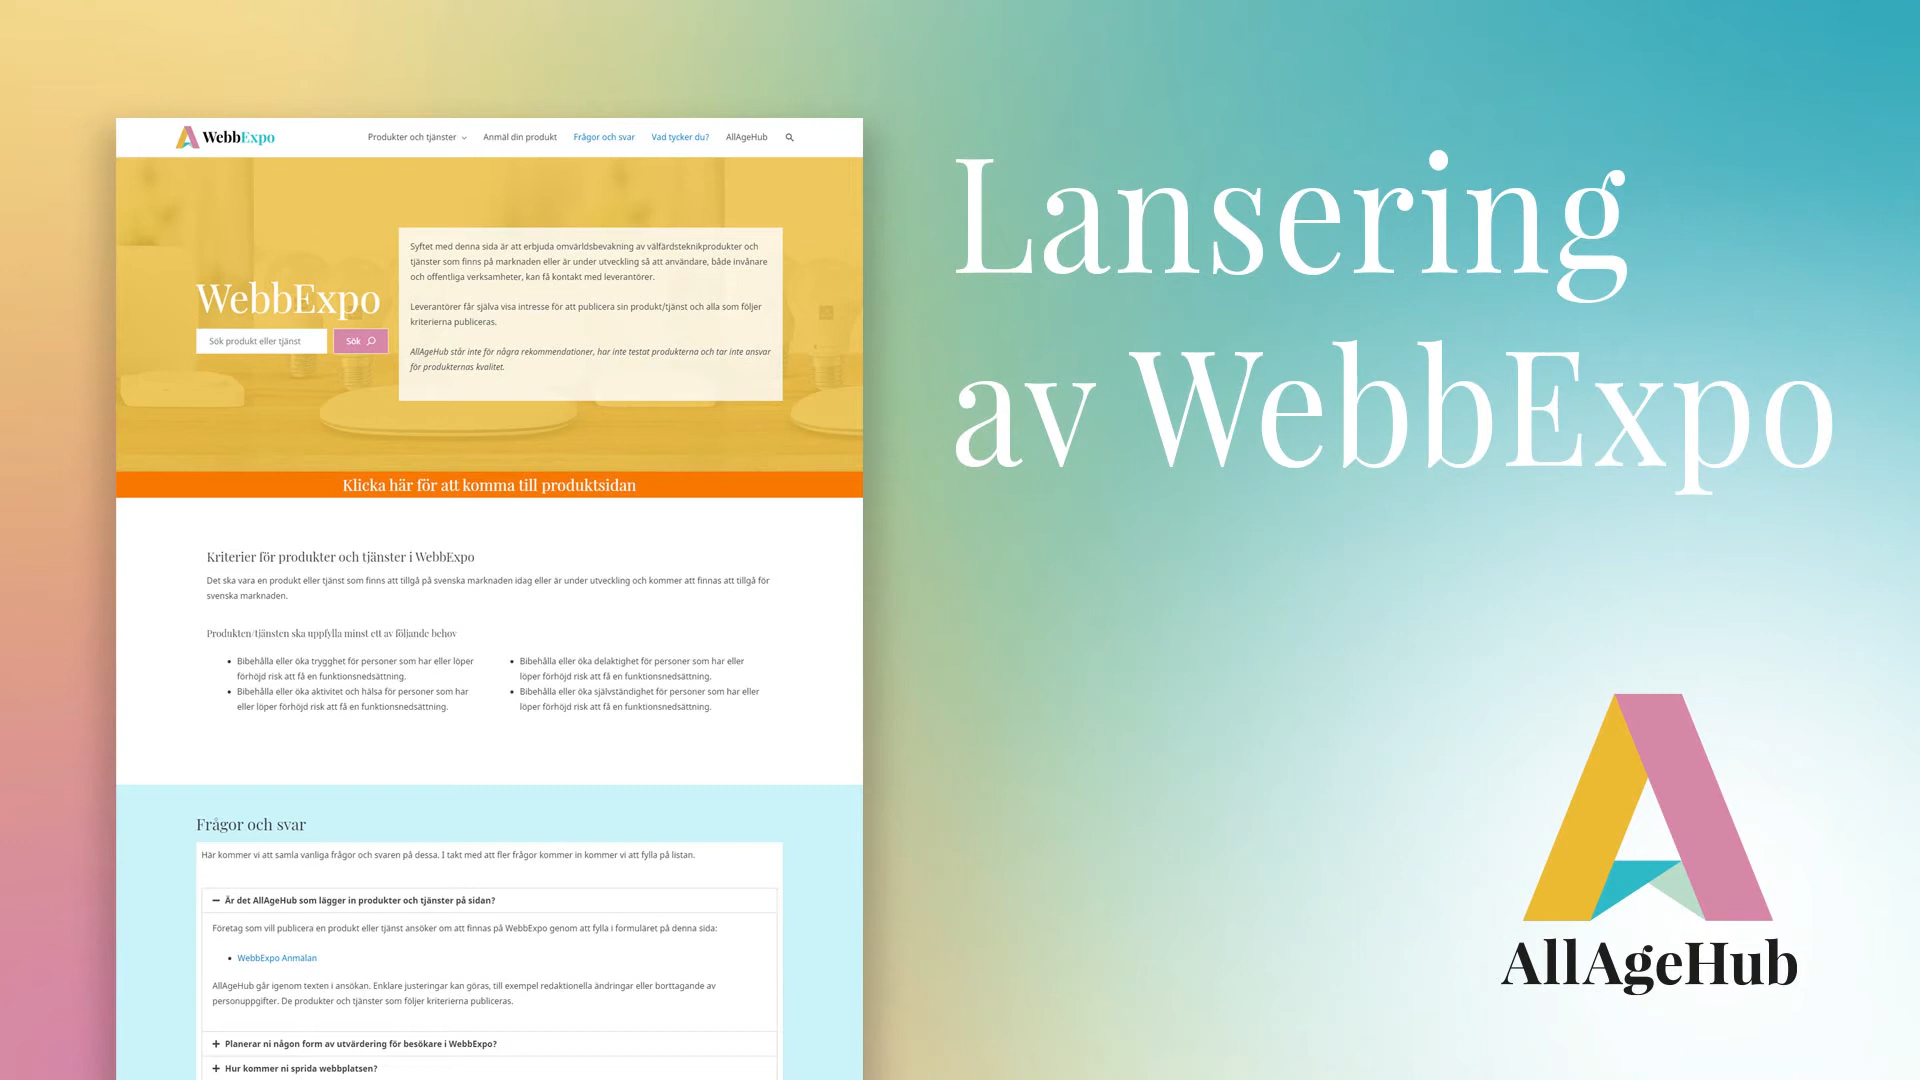 WebbExpo
Produkter och tjänster
Anmäl din produkt
Frågor och svar
Vad tycker du?
AllAgeHub
WebbExpo
Sök produkt eller tjänst
Sök
Syftet med denna sida är att erbjuda omvärldsbevakning av välfärdsteknikprodukter och
tjänster som finns på marknaden eller är under utveckling så att användare, både invånare
och offentliga verksamheter, kan få kontakt med leverantörer.
Leverantörer får själva visa intresse för att publicera sin produkt/tjänst och alla som följer
kriterierna publiceras.
AllAgeHub står inte för några rekommendationer, har inte testat produkterna och tar inte ansvar
för produkternas kvalitet.
Klicka här för att komma till produktsidan
Kriterier för produkter och tjänster i WebbExpo
Det ska vara en produkt eller tjänst som finns att tillgå på svenska marknaden idag eller är under utveckling och kommer att finnas att tillgå för
svenska marknaden.
Produkten/tjänsten ska uppfylla minst ett av följande behov
Bibehålla eller öka trygghet för personer som har eller löper
förhöjd risk att få en funktionsnedsättning.
Bibehålla eller öka aktivitet och hälsa för personer som har
eller löper förhöjd risk att få en funktionsnedsättning.
Bibehålla eller öka delaktighet för personer som har eller
löper förhöjd risk att få en funktionsnedsättning.
Bibehålla eller öka självständighet för personer som har eller
löper förhöjd risk att få en funktionsnedsättning.
Frågor och svar
Här kommer vi att samla vanliga frågor och svaren på dessa. I takt med att fler frågor kommer in kommer vi att fylla på listan.
Är det AllAgeHub som lägger in produkter och tjänster på sidan?
Företag som vill publicera en produkt eller tjänst ansöker om att finnas på WebbExpo genom att fylla i formuläret på denna sida:
WebbExpo Anmälan
AllAgeHub går igenom texten i ansökan. Enklare justeringar kan göras, till exempel redaktionella ändringar eller borttagande av
personuppgifter. De produkter och tjänster som följer kriterierna publiceras.
Planerar ni någon form av utvärdering för besökare i WebbExpo?
Hur kommer ni sprida webbplatsen?
Lansering
av WebbExpo
AllAgeHub